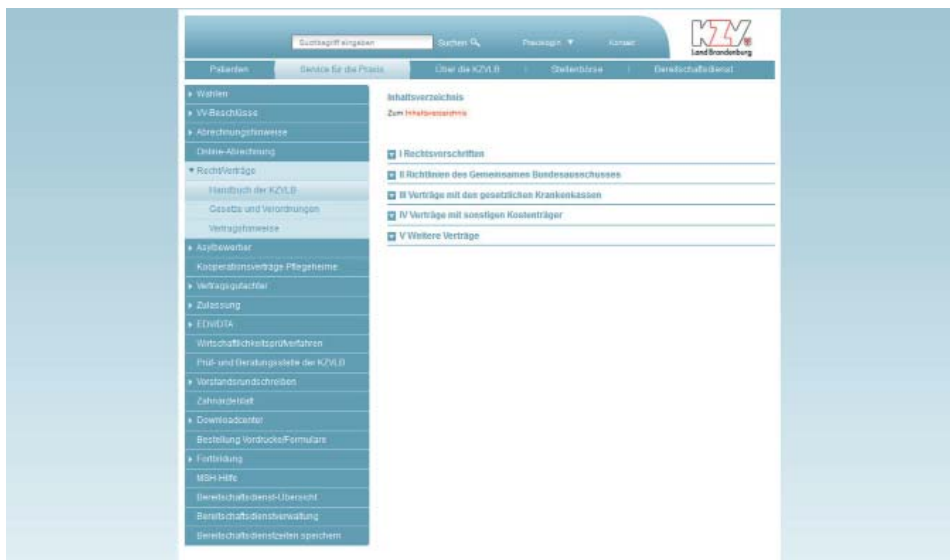 Suchbegriff eingeben
Suchen
Praxislogin
Kontakt
KZV
Land Brandenburg
Patienten
Service für die Praxis
Über die KZVLB
Stellenbörse
Bereitschaftsdienst
Wahlen
VV-Beschlüsse
Abrechnungshinweise
Online-Abrechnung
Recht/Verträge
Handbuch der KZVLB
Gesetze und Verordnungen
Vertragshinweise
Asylbewerber
Kooperationsverträge Pflegeheime
Vertragsgutachter
Zulassung
EDV/DTA
Wirtschaftlichkeitsprüfverfahren
Prüf- und Beratungsstelle der KZVLB
Vorstandsrundschreiben
Zahnärzteblatt
Downloadcenter
Bestellung Vordrucke/Formulare
Fortbildung
MSH-Hilfe
Bereitschaftsdienst-Übersicht
Bereitschaftsdienstverwaltung
Bereitschaftsdienstzeiten speichern
Inhaltsverzeichnis
Zum Inhaltsverzeichnis
I Rechtsvorschriften
II Richtlinien des Gemeinsames Bundesausschusses
III Verträge mit den gesetzlichen Krankenkassen
IV Verträge mit sonstigen Kostenträger
V Weitere Verträge